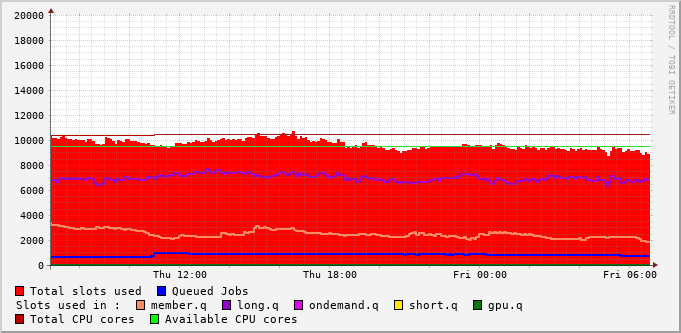 20000
18000
16000
14000
12000
10000
8000
6000
4000
2000
0
Thu 12:00 Thu 18:00 Fri 00:00 Fri 06:00
RRDTOOL / TOBI OETIKER
Total slots used Queued Jobs
Slots used in : member.q long.q ondemand.q short.q gpu.q
Total CPU cores Available CPU cores